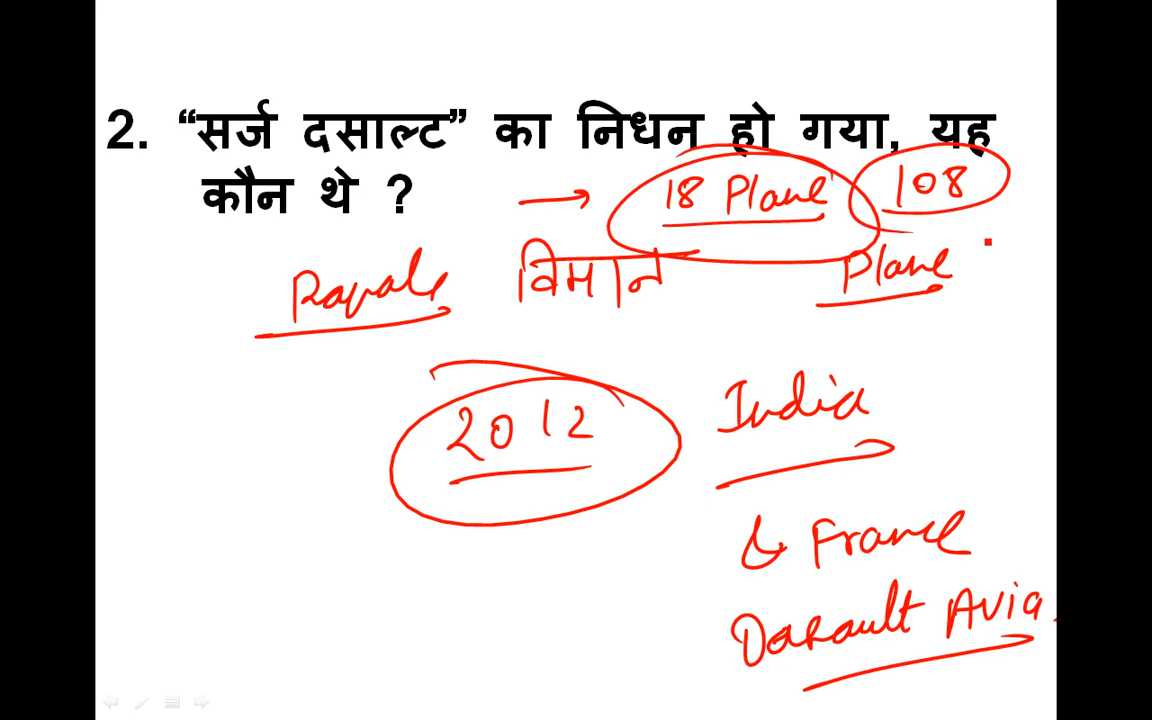 2. “सर्ज दसाल्ट” का निधन हो गया, यह
कौन थे ?
→ 18 Plane 108
Rafale विमान Plane
2012 India
& France
Dassault Avia.